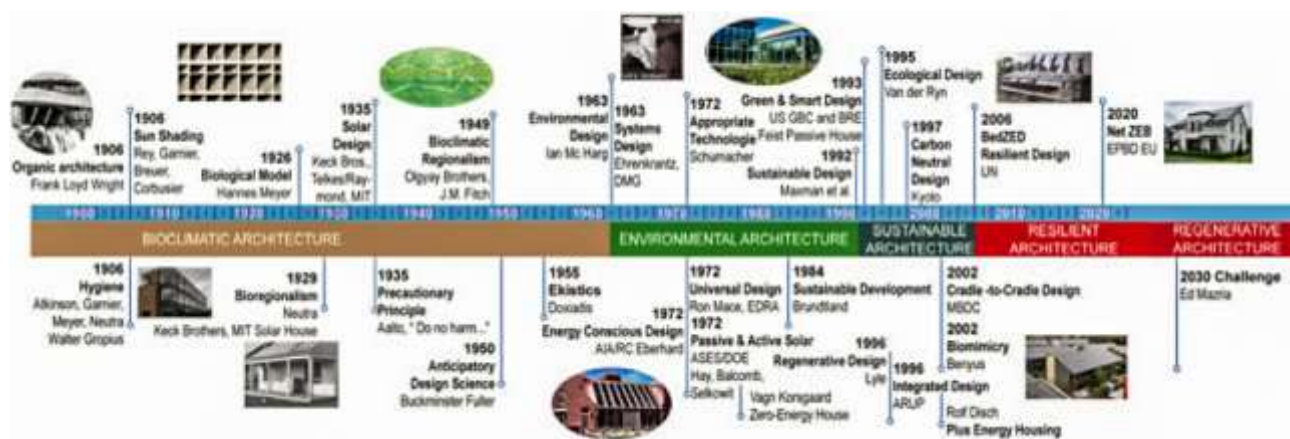 1906
Organic architecture
Frank Loyd Wright
1906
Sun Shading
Rey, Garnier,
Breuer,
Corbusier
1926
Biological Model
Hannes Meyer
1935
Solar
Design
Keck Bros.,
Telkes/Ray-
mond, MIT
1949
Bioclimatic
Regionalism
Olgyay Brothers,
J.M. Fitch
1963
Environmental
Design
Ian Mc Harg
1963
Systems
Design
Ehrenkrantz,
DMG
1972
Appropriate
Technologie
Schumacher
1993
Green & Smart Design
US GBC and BRE
Feist Passive House
1992
Sustainable Design
Maxman et al.
1995
Ecological Design
Van der Ryn
1997
Carbon
Neutral
Design
Kyoto
2006
BedZED
Resilient Design
UN
2020
Net ZEB
EPBD EU
1900 1910 1920 1930 1940 1950 1960 1970 1980 1990 2000 2010 2020
BIOCLIMATIC ARCHITECTURE
ENVIRONMENTAL ARCHITECTURE
SUSTAINABLE
ARCHITECTURE
RESILIENT
ARCHITECTURE
REGENERATIVE
ARCHITECTURE
1906
Hygiene
Atkinson, Garnier,
Meyer, Neutra
Walter Gropius
1929
Bioregionalism
Neutra
Keck Brothers, MIT Solar House
1935
Precautionary
Principle
Aalto, " Do no harm..."
1950
Anticipatory
Design Science
Buckminster Fuller
1955
Ekistics
Doxiadis
1972
Energy Conscious Design
AIA/RC Eberhard
1972
Universal Design
Ron Mace, EDRA
1972
Passive & Active Solar
ASES/DOE
Hay, Balcomb,
Selkowit
Vagn Korsgaard
Zero-Energy House
1984
Sustainable Development
Brundtland
1996
Regenerative Design
Lyle
1996
Integrated Design
ARUP
2002
Cradle -to-Cradle Design
MBDC
2002
Biomimicry
Benyus
Rolf Disch
Plus Energy Housing
2030 Challenge
Ed Mazria